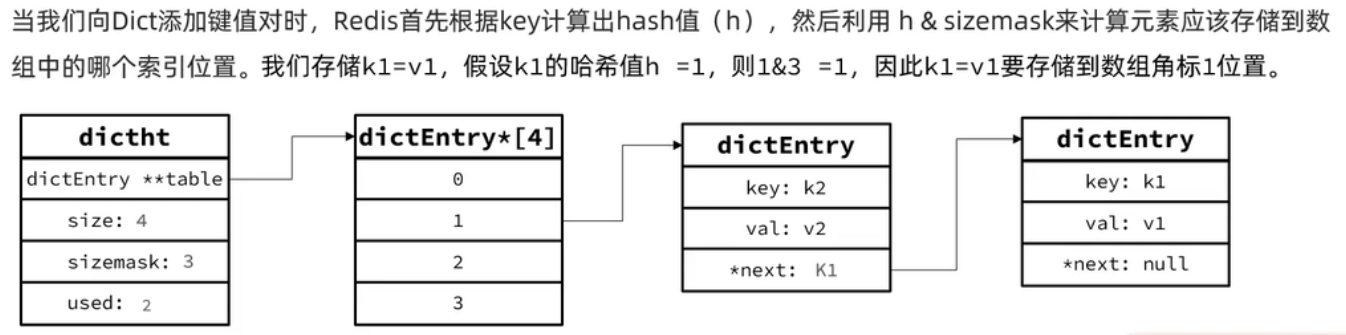 当我们向Dict添加键值对时，Redis首先根据key计算出hash值（h），然后利用 h & sizemask来计算元素应该存储到数
组中的哪个索引位置。我们存储k1=v1，假设k1的哈希值h =1，则1&3 =1，因此k1=v1要存储到数组角标1位置。
dictht
dictEntry **table
size: 4
sizemask: 3
used: 2
dictEntry*[4]
0
1
2
3
dictEntry
key: k2
val: v2
*next: K1
dictEntry
key: k1
val: v1
*next: null